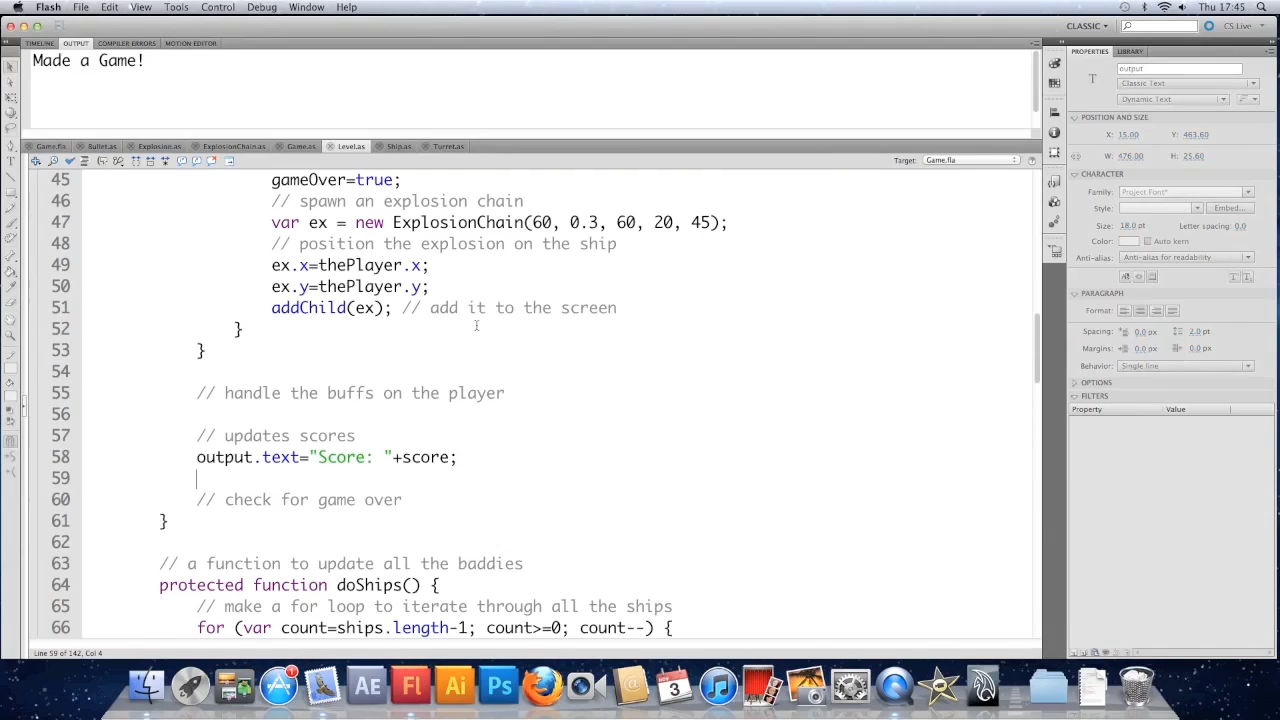 Flash File Edit View Tools Control Debug Window Help Thu 17:45
CLASSIC CS Live
TIMELINE OUTPUT COMPILER ERRORS MOTION EDITOR
Made a Game!
Game.fla Bullet.as Explosion.as ExplosionChain.as Game.as Level.as Ship.as Turret.as
Target: Game.fla
45 gameOver=true;
46 // spawn an explosion chain
47 var ex = new ExplosionChain(60, 0.3, 60, 20, 45);
48 // position the explosion on the ship
49 ex.x=thePlayer.x;
50 ex.y=thePlayer.y;
51 addChild(ex); // add it to the screen
52 }
53 }
54
55 // handle the buffs on the player
56
57 // updates scores
58 output.text="Score: "+score;
59
60 // check for game over
61 }
62
63 // a function to update all the baddies
64 protected function doShips() {
65 // make a for loop to iterate through all the ships
66 for (var count=ships.length-1; count>=0; count--) {
Line 59 of 142, Col 4
PROPERTIES LIBRARY
output
T Classic Text
Dynamic Text
POSITION AND SIZE
X: 15.00 Y: 463.60
W: 476.00 H: 25.60
CHARACTER
Family: Project Font*
Style: Embed...
Size: 18.0 pt Letter spacing: 0.0
Color: Auto kern
Anti-alias: Anti-alias for readability
PARAGRAPH
Format:
Spacing: 0.0 px 2.0 pt
Margins: 0.0 px 0.0 px
Behavior: Single line
OPTIONS
FILTERS
Property Value
1 AE Fl Ai Ps NOV 3